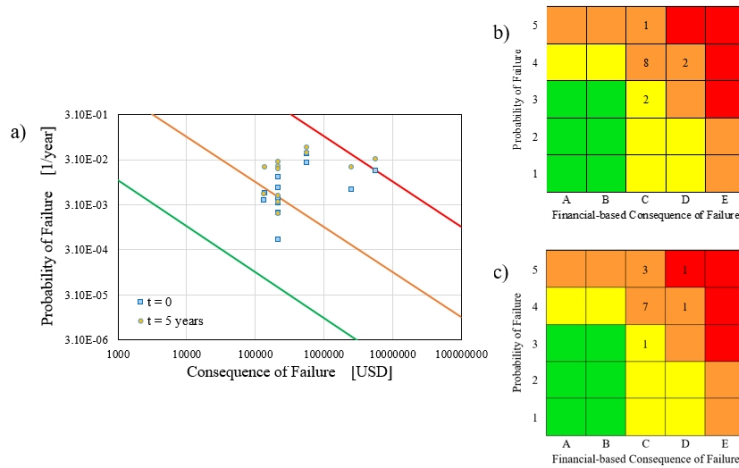 a)
Probability of Failure [1/year]
3.10E-01
3.10E-02
3.10E-03
3.10E-04
3.10E-05
3.10E-06
t = 0
t = 5 years
1000 10000 100000 1000000 10000000 100000000
Consequence of Failure [USD]
b)
Probability of Failure
5 1
4 8 2
3 2
2
1
A B C D E
Financial-based Consequence of Failure
c)
Probability of Failure
5 3 1
4 7 1
3 1
2
1
A B C D E
Financial-based Consequence of Failure